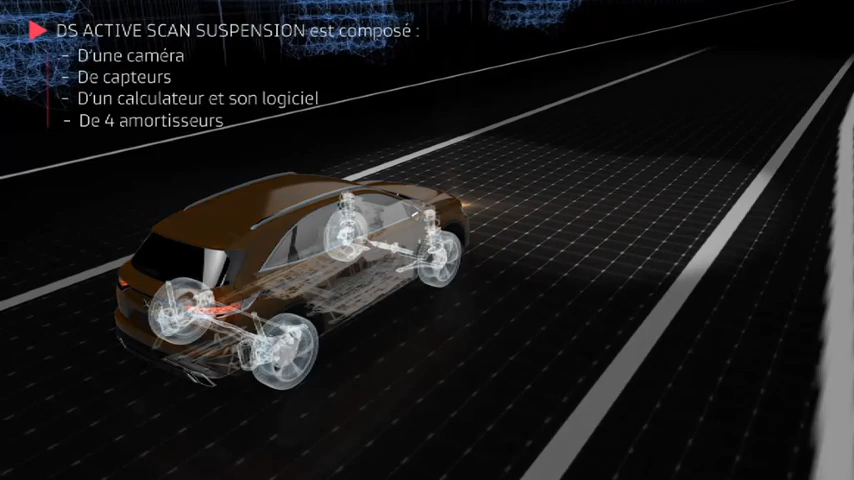 DS ACTIVE SCAN SUSPENSION est composé :
- D'une caméra
- De capteurs
- D'un calculateur et son logiciel
- De 4 amortisseurs